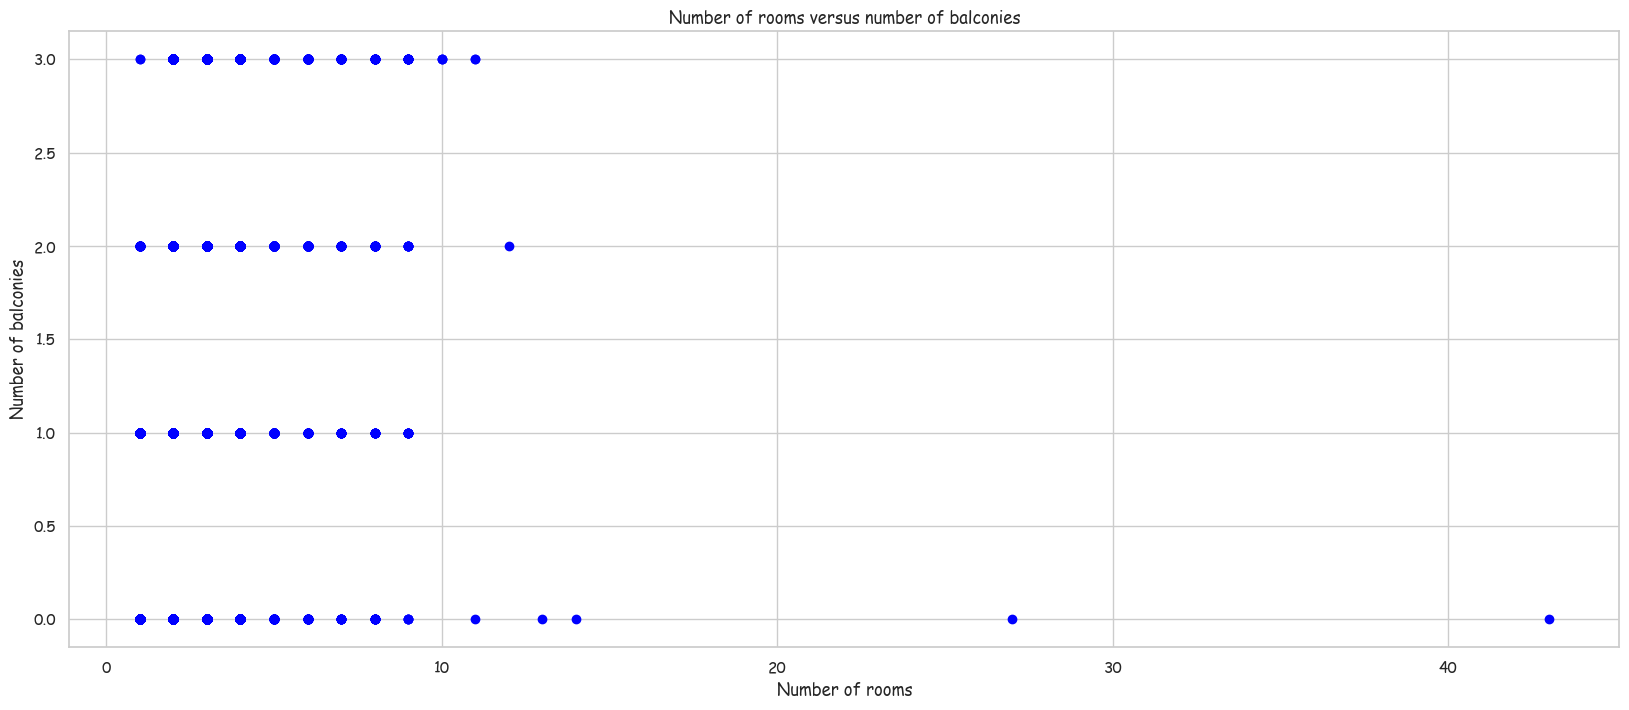 Number of rooms versus number of balconies
3.0
2.5
2.0
1.5
1.0
0.5
0.0
Number of balconies
0 10 20 30 40
Number of rooms